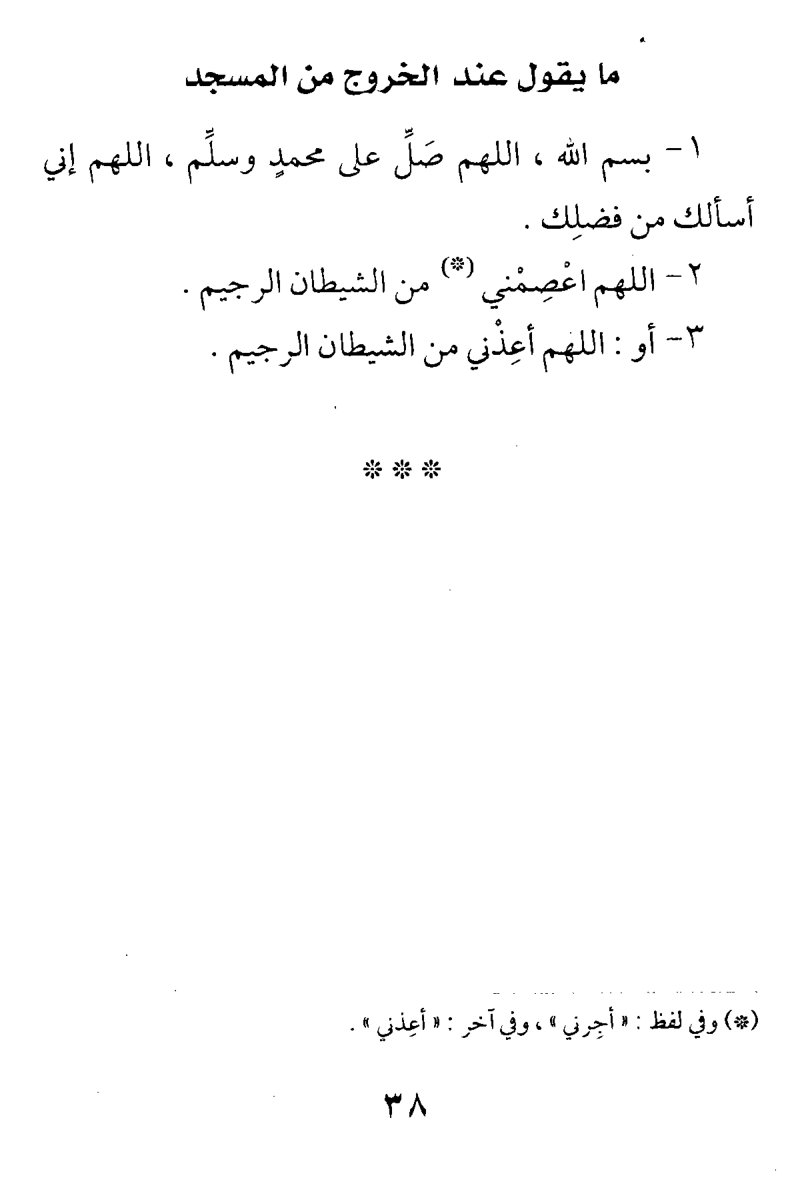 ما يقول عند الخروج من المسجد
١- بسم الله ، اللهم صَلِّ على محمدٍ وسلِّم ، اللهم إني
أسألك من فضلِك .
٢- اللهم اعْصِمْني (*) من الشيطان الرجيم .
٣- أو : اللهم أعِذْني من الشيطان الرجيم .
* * *
(*) وفي لفظ : « أجِرني » ، وفي آخر : « أعِذني » .
٣٨